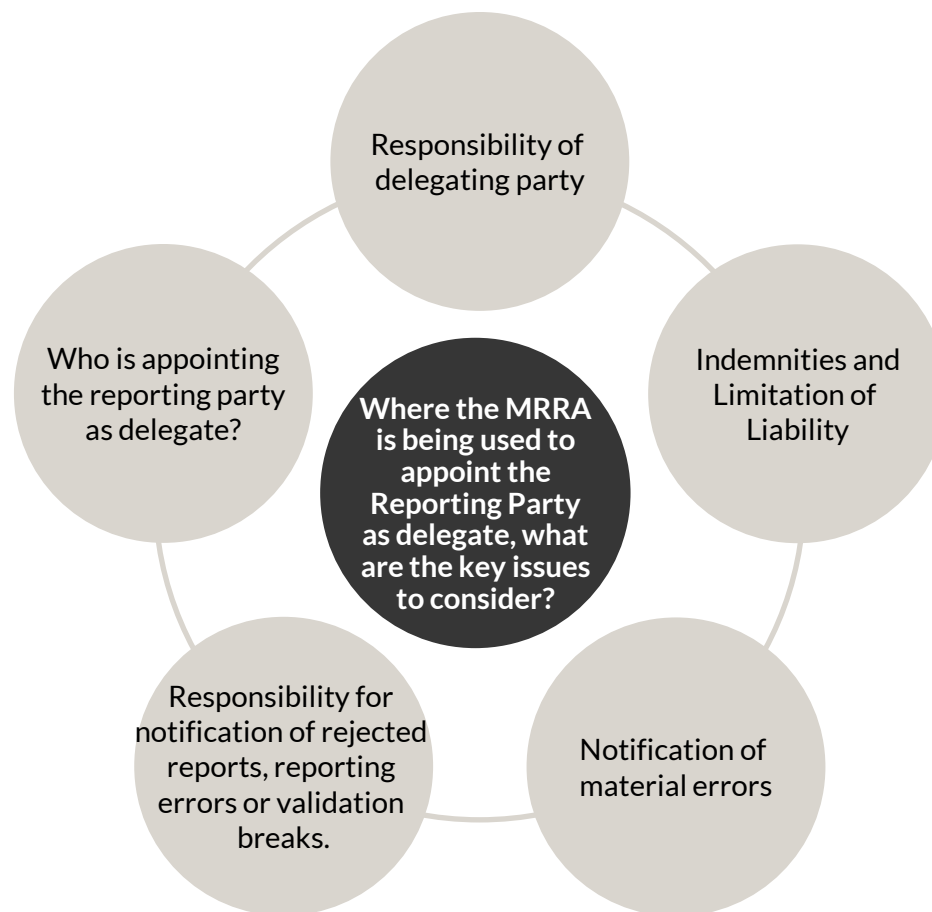 Responsibility of
delegating party
Who is appointing
the reporting party
as delegate?
Indemnities and
Limitation of
Liability
Where the MRRA
is being used to
appoint the
Reporting Party
as delegate, what
are the key issues
to consider?
Responsibility for
notification of rejected
reports, reporting
errors or validation
breaks.
Notification of
material errors